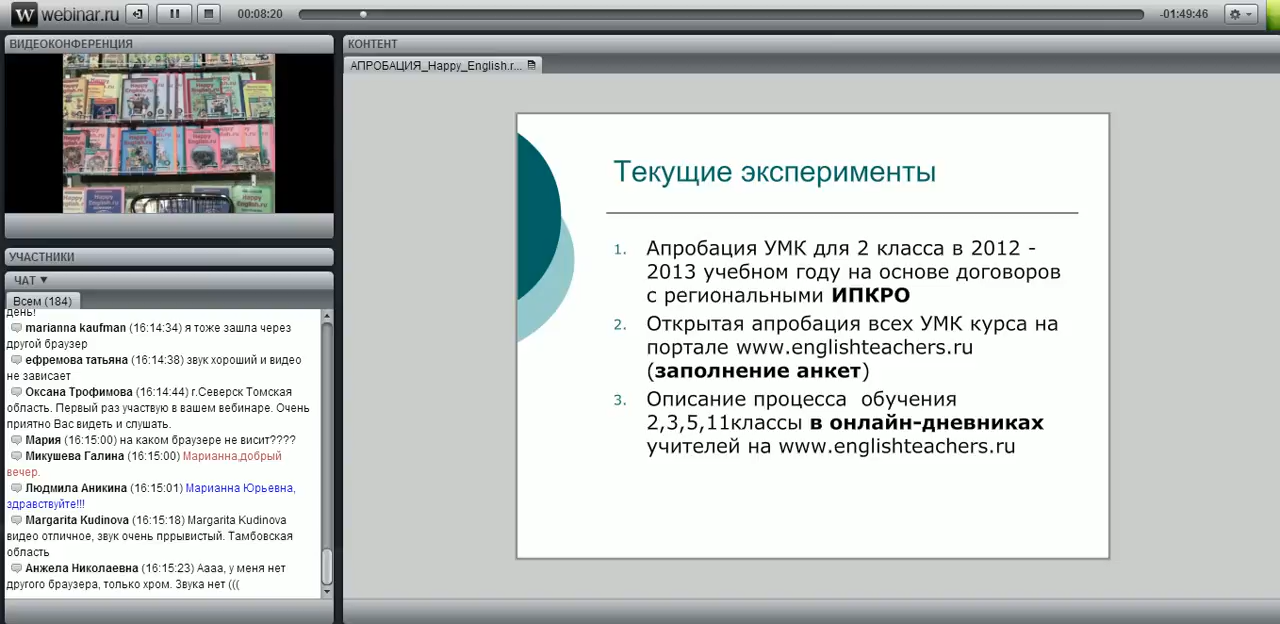 webinar.ru
00:08:20
-01:49:46
ВИДЕОКОНФЕРЕНЦИЯ
Happy English.ru
УЧАСТНИКИ
ЧАТ ▼
Всем (184)
день!
marianna kaufman (16:14:34) я тоже зашла через
другой браузер
ефремова татьяна (16:14:38) звук хороший и видео
не зависает
Оксана Трофимова (16:14:44) г.Северск Томская
область. Первый раз участвую в вашем вебинаре. Очень
приятно Вас видеть и слушать.
Мария (16:15:00) на каком браузере не висит????
Микушева Галина (16:15:00) Марианна,добрый
вечер.
Людмила Аникина (16:15:01) Марианна Юрьевна,
здравствуйте!!!
Margarita Kudinova (16:15:18) Margarita Kudinova
видео отличное, звук очень пррывистый. Тамбовская
область
Анжела Николаевна (16:15:23) Аааа, у меня нет
другого браузера, только хром. Звука нет (((
КОНТЕНТ
АПРОБАЦИЯ_Happy_English.r...
Текущие эксперименты
1. Апробация УМК для 2 класса в 2012 -
2013 учебном году на основе договоров
с региональными ИПКРО
2. Открытая апробация всех УМК курса на
портале www.englishteachers.ru
(заполнение анкет)
3. Описание процесса обучения
2,3,5,11классы в онлайн-дневниках
учителей на www.englishteachers.ru